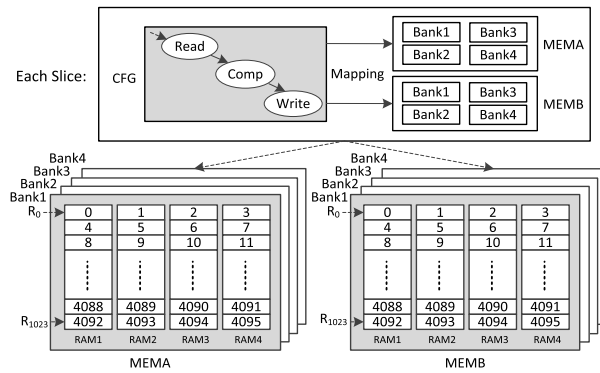 Each Slice:
CFG
Read
Comp
Write
Mapping
Bank1 Bank3
Bank2 Bank4
MEMA
Bank1 Bank3
Bank2 Bank4
MEMB
Bank4
Bank3
Bank2
Bank1
R0 0 1 2 3
4 5 6 7
8 9 10 11
4088 4089 4090 4091
R1023 4092 4093 4094 4095
RAM1 RAM2 RAM3 RAM4
MEMA
Bank4
Bank3
Bank2
Bank1
R0 0 1 2 3
4 5 6 7
8 9 10 11
4088 4089 4090 4091
R1023 4092 4093 4094 4095
RAM1 RAM2 RAM3 RAM4
MEMB